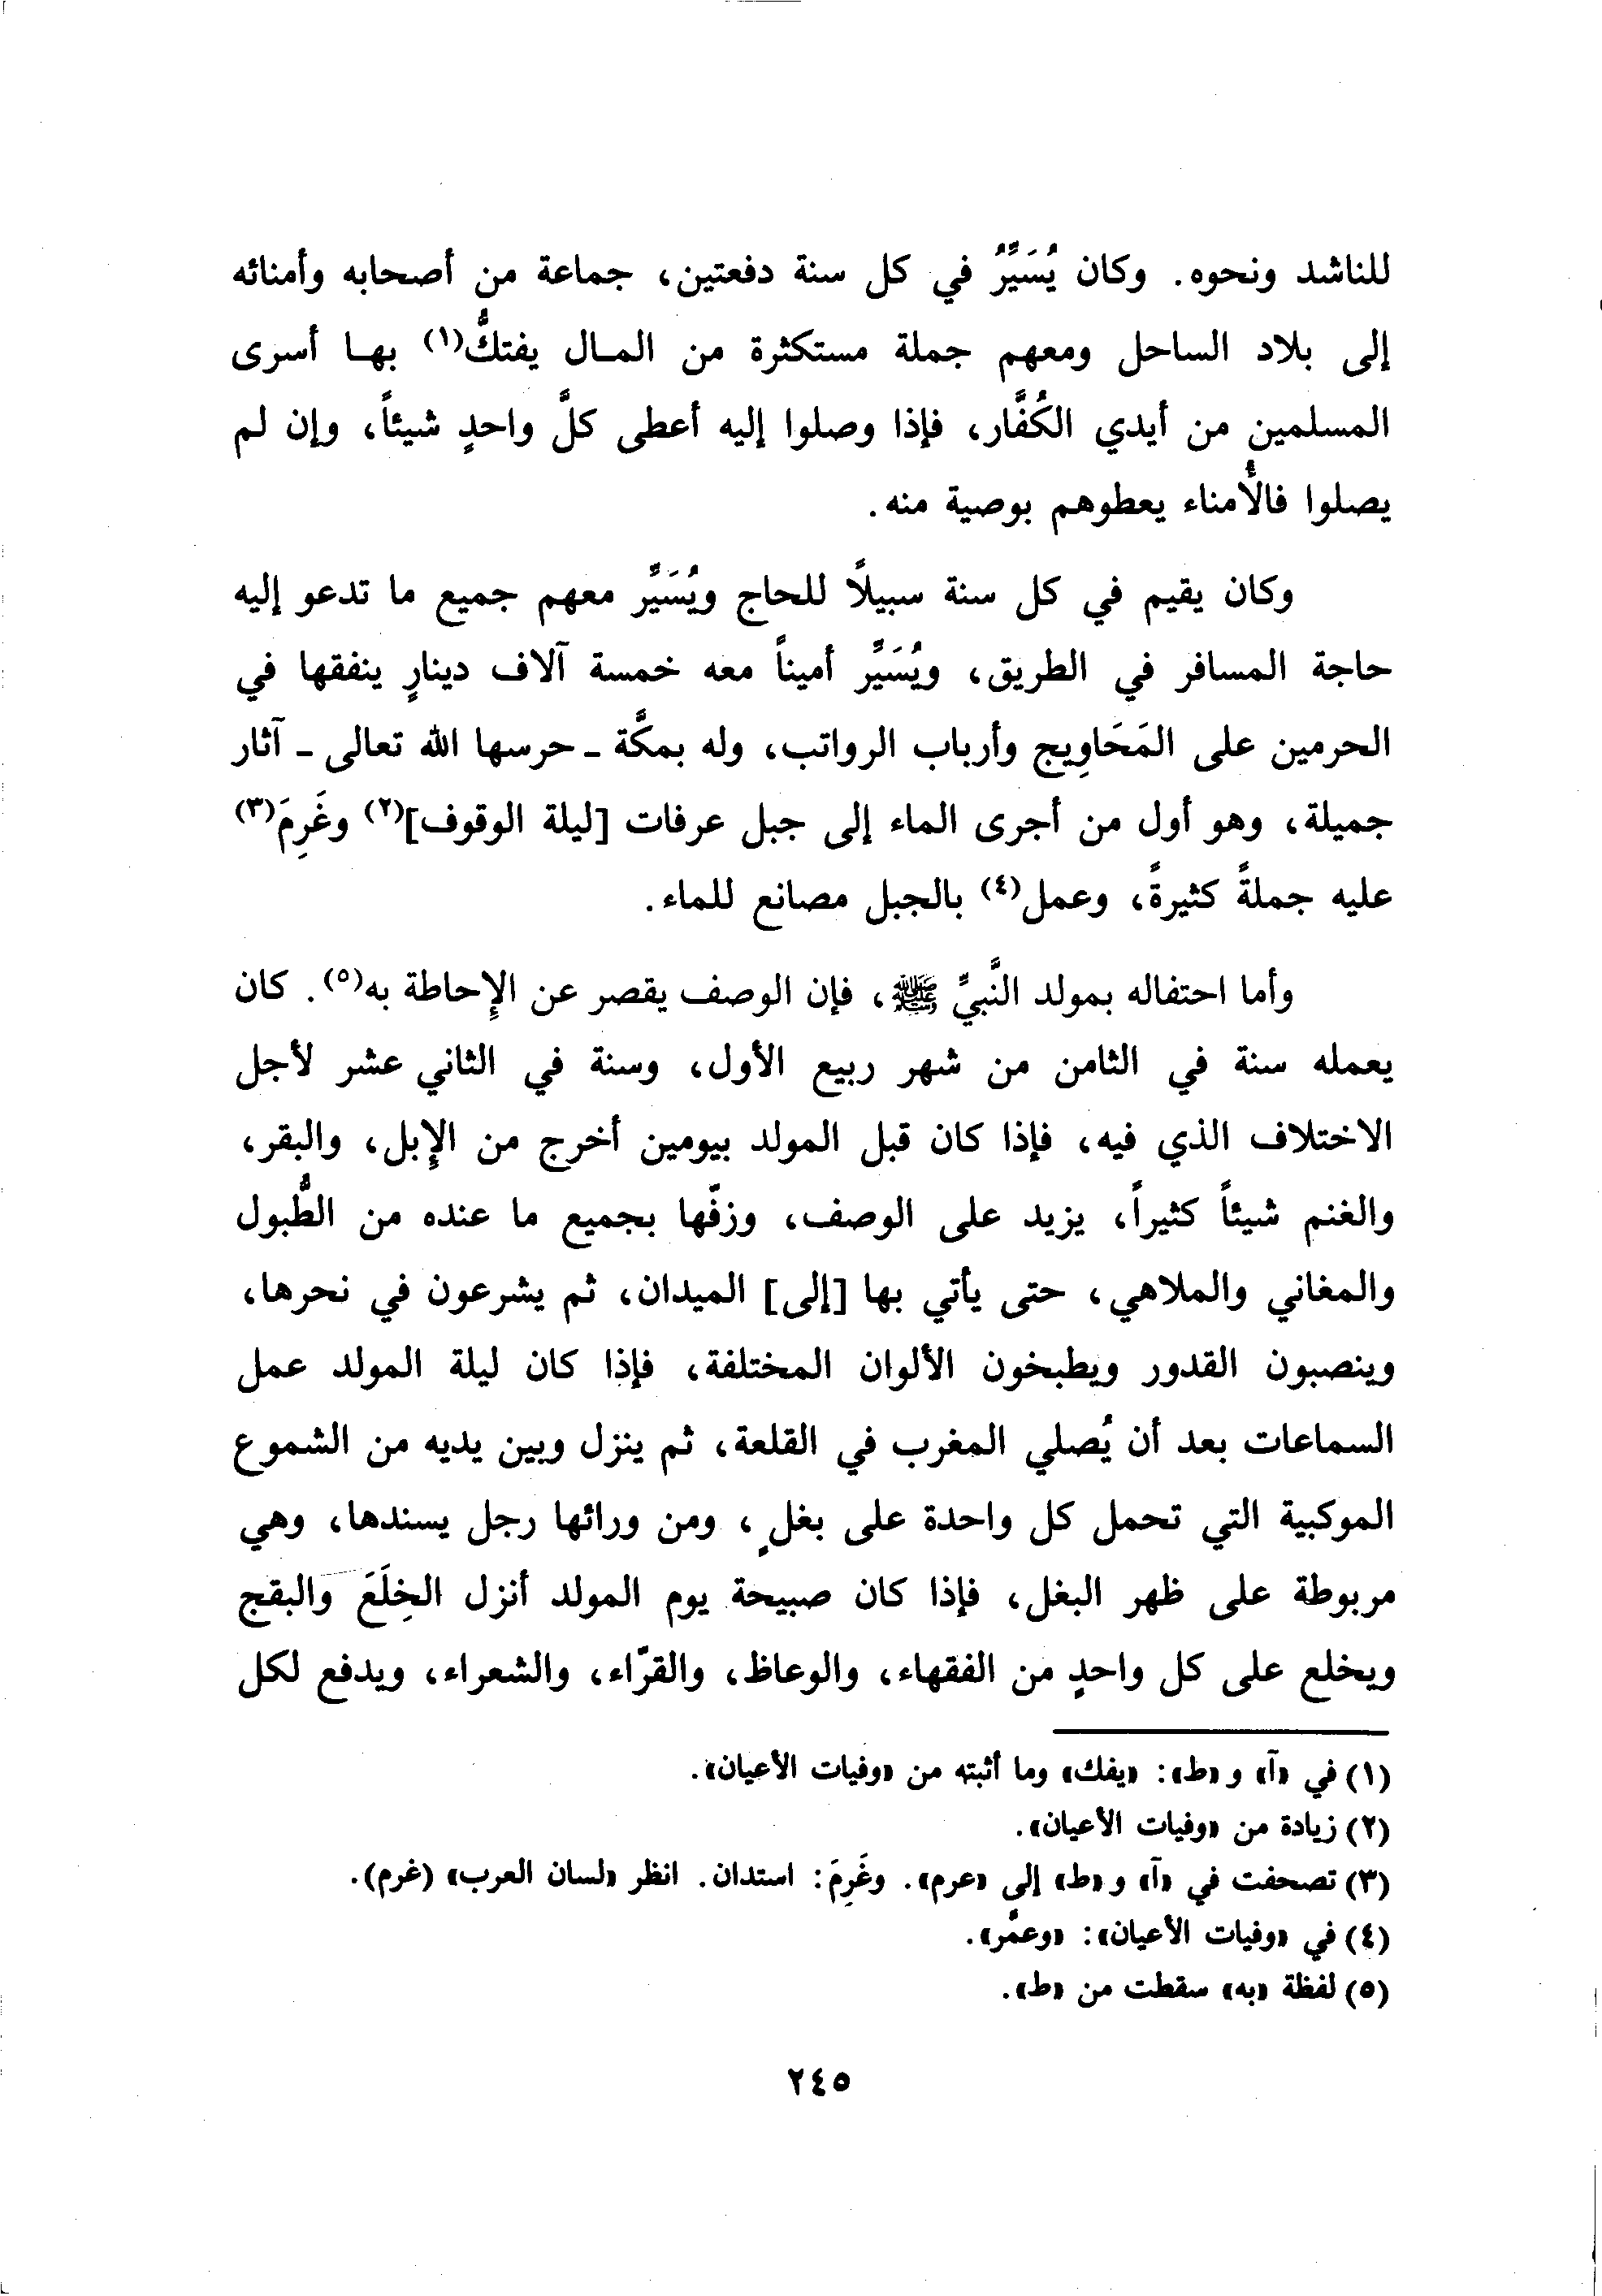 للناشد ونحوه. وكان يُسَيِّرُ في كل سنة دفعتين، جماعة من أصحابه وأمنائه
إلى بلاد الساحل ومعهم جملة مستكثرة من المال يفتكُّ(١) بها أسرى
المسلمين من أيدي الكُفَّار، فإذا وصلوا إليه أعطى كلَّ واحدٍ شيئاً، وإن لم
يصلوا فالأُمناء يعطوهم بوصية منه.
وكان يقيم في كل سنة سبيلًا للحاج ويُسَيِّر معهم جميع ما تدعو إليه
حاجة المسافر في الطريق، ويُسَيِّر أميناً معه خمسة آلاف دينارٍ ينفقها في
الحرمين على المَحَاوِيج وأرباب الرواتب، وله بمكَّة ـ حرسها الله تعالى ـ آثار
جميلة، وهو أول من أجرى الماء إلى جبل عرفات [ليلة الوقوف](٢) وغَرِمَ(٣)
عليه جملةً كثيرةً، وعمل(٤) بالجبل مصانع للماء.
وأما احتفاله بمولد النَّبيِّ ﷺ، فإن الوصف يقصر عن الإِحاطة به(٥). كان
يعمله سنة في الثامن من شهر ربيع الأول، وسنة في الثاني عشر لأجل
الاختلاف الذي فيه، فإذا كان قبل المولد بيومين أخرج من الإِبل، والبقر،
والغنم شيئاً كثيراً، يزيد على الوصف، وزفّها بجميع ما عنده من الطُّبول
والمغاني والملاهي، حتى يأتي بها [إلى] الميدان، ثم يشرعون في نحرها،
وينصبون القدور ويطبخون الألوان المختلفة، فإذا كان ليلة المولد عمل
السماعات بعد أن يُصلي المغرب في القلعة، ثم ينزل وبين يديه من الشموع
الموكبية التي تحمل كل واحدة على بغلٍ، ومن ورائها رجل يسندها، وهي
مربوطة على ظهر البغل، فإذا كان صبيحة يوم المولد أنزل الخِلَعَ والبقج
ويخلع على كل واحدٍ من الفقهاء، والوعاظ، والقرّاء، والشعراء، ويدفع لكل
(١) في «آ» و «ط»: «يفك» وما أثبته من «وفيات الأعيان».
(٢) زيادة من «وفيات الأعيان».
(٣) تصحفت في «آ» و «ط» إلى «عرم». وغَرِمَ: استدان. انظر «لسان العرب» (غرم).
(٤) في «وفيات الأعيان»: «وعمَّر».
(٥) لفظة «به» سقطت من «ط».
٢٤٥